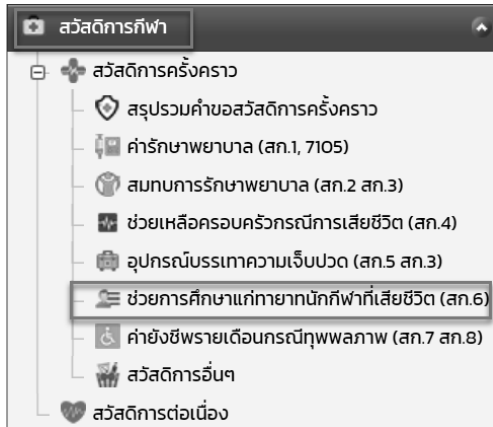 สวัสดิการกีฬา
สวัสดิการครั้งคราว
สรุปรวมคำขอสวัสดิการครั้งคราว
ค่ารักษาพยาบาล (สก.1, 7105)
สมทบการรักษาพยาบาล (สก.2 สก.3)
ช่วยเหลือครอบครัวกรณีการเสียชีวิต (สก.4)
อุปกรณ์บรรเทาความเจ็บปวด (สก.5 สก.3)
ช่วยการศึกษาแก่ทายาทนักกีฬาที่เสียชีวิต (สก.6)
ค่ายังชีพรายเดือนกรณีทุพพลภาพ (สก.7 สก.8)
สวัสดิการอื่นๆ
สวัสดิการต่อเนื่อง